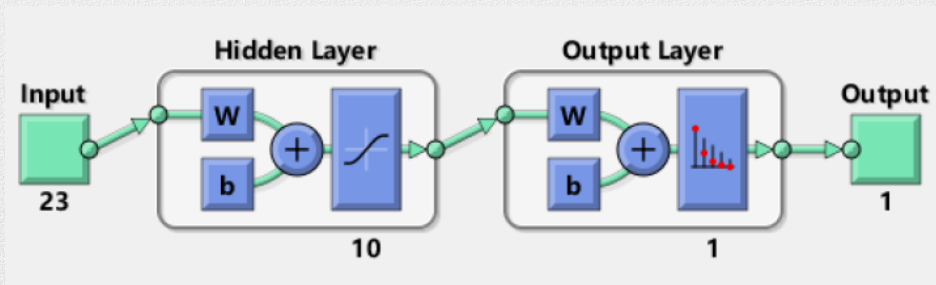 Hidden Layer
Output Layer
Input
Output
W
W
+
+
b
b
23
1
10
1